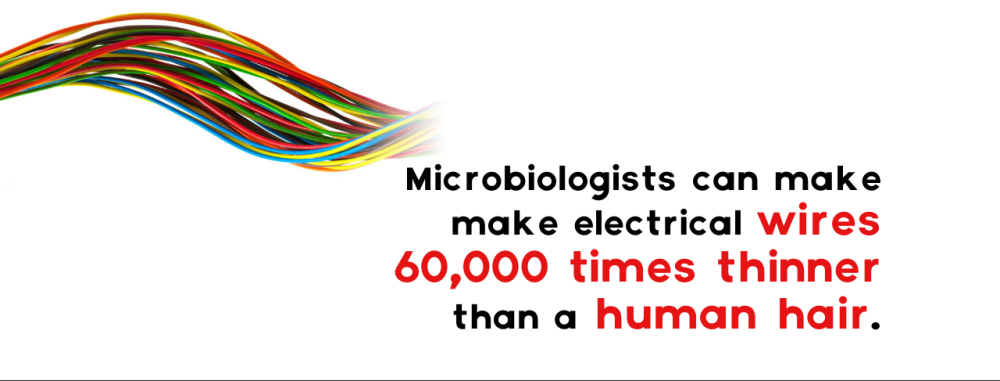 Microbiologists can make
make electrical wires
60,000 times thinner
than a human hair.